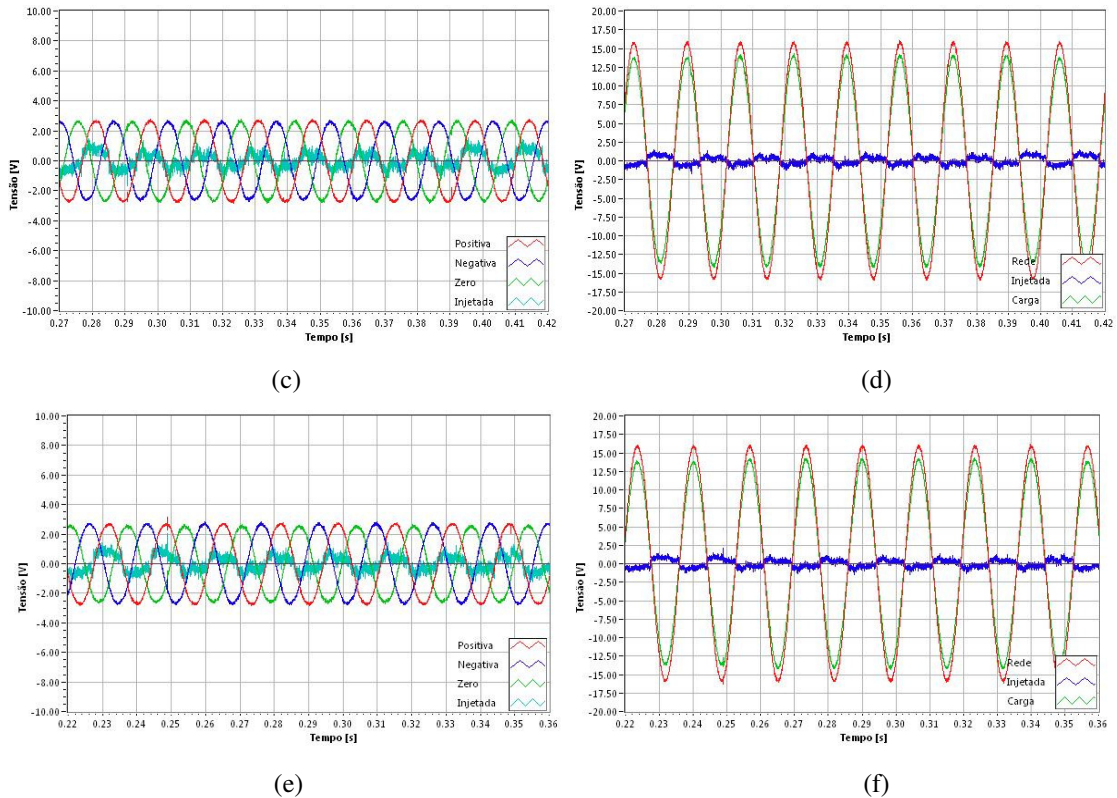 10.00
8.00
6.00
4.00
2.00
0.00
-2.00
-4.00
-6.00
-8.00
-10.00
Tensão [V]
Positiva
Negativa
Zero
Injetada
0.27 0.28 0.29 0.30 0.31 0.32 0.33 0.34 0.35 0.36 0.37 0.38 0.39 0.40 0.41 0.42
Tempo [s]
(c)
20.00
17.50
15.00
12.50
10.00
7.50
5.00
2.50
0.00
-2.50
-5.00
-7.50
-10.00
-12.50
-15.00
-17.50
-20.00
Tensão [V]
Rede
Injetada
Carga
0.27 0.28 0.29 0.30 0.31 0.32 0.33 0.34 0.35 0.36 0.37 0.38 0.39 0.40 0.41 0.42
Tempo [s]
(d)
10.00
8.00
6.00
4.00
2.00
0.00
-2.00
-4.00
-6.00
-8.00
-10.00
Tensão [V]
Positiva
Negativa
Zero
Injetada
0.22 0.23 0.24 0.25 0.26 0.27 0.28 0.29 0.30 0.31 0.32 0.33 0.34 0.35 0.36
Tempo [s]
(e)
20.00
17.50
15.00
12.50
10.00
7.50
5.00
2.50
0.00
-2.50
-5.00
-7.50
-10.00
-12.50
-15.00
-17.50
-20.00
Tensão [V]
Rede
Injetada
Carga
0.22 0.23 0.24 0.25 0.26 0.27 0.28 0.29 0.30 0.31 0.32 0.33 0.34 0.35 0.36
Tempo [s]
(f)